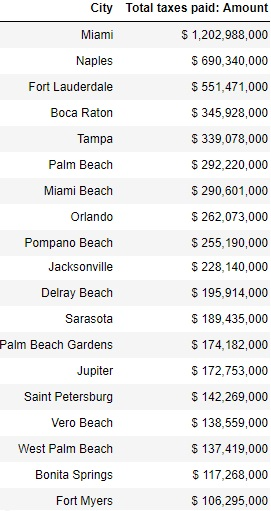 City Total taxes paid: Amount
Miami $ 1,202,988,000
Naples $ 690,340,000
Fort Lauderdale $ 551,471,000
Boca Raton $ 345,928,000
Tampa $ 339,078,000
Palm Beach $ 292,220,000
Miami Beach $ 290,601,000
Orlando $ 262,073,000
Pompano Beach $ 255,190,000
Jacksonville $ 228,140,000
Delray Beach $ 195,914,000
Sarasota $ 189,435,000
Palm Beach Gardens $ 174,182,000
Jupiter $ 172,753,000
Saint Petersburg $ 142,269,000
Vero Beach $ 138,559,000
West Palm Beach $ 137,419,000
Bonita Springs $ 117,268,000
Fort Myers $ 106,295,000